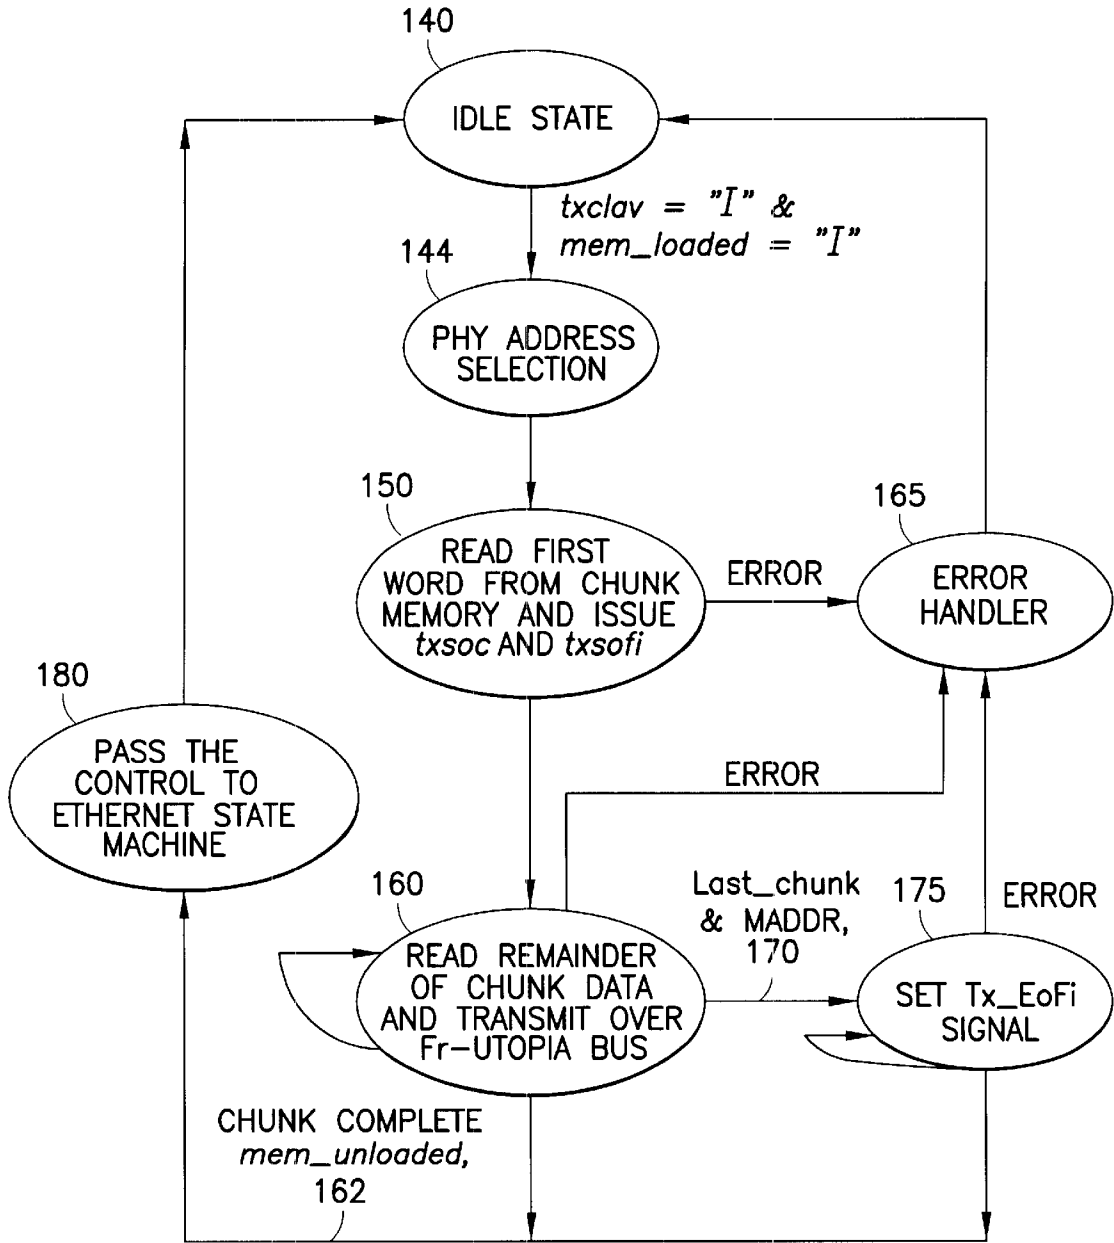 140
IDLE STATE
txclav = "I" &
mem_loaded = "I"
144
PHY ADDRESS
SELECTION
150
READ FIRST
WORD FROM CHUNK
MEMORY AND ISSUE
txsoc AND txsofi
ERROR
165
ERROR
HANDLER
180
PASS THE
CONTROL TO
ETHERNET STATE
MACHINE
ERROR
160
READ REMAINDER
OF CHUNK DATA
AND TRANSMIT OVER
Fr-UTOPIA BUS
Last_chunk
& MADDR,
170
175
ERROR
SET Tx_EoFi
SIGNAL
CHUNK COMPLETE
mem_unloaded,
162